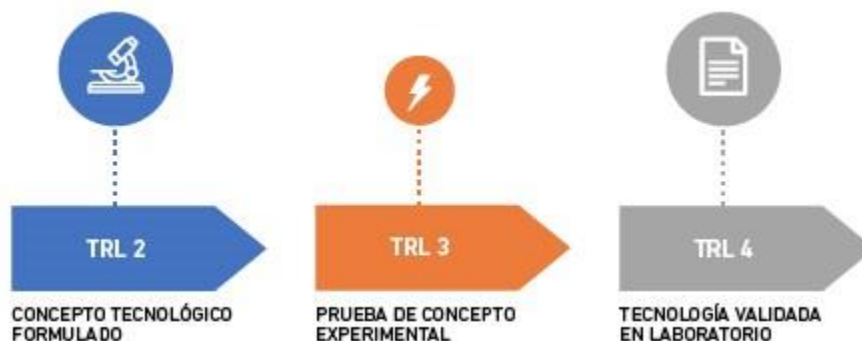 TRL 2
TRL 3
TRL 4
CONCEPTO TECNOLÓGICO
FORMULADO
PRUEBA DE CONCEPTO
EXPERIMENTAL
TECNOLOGÍA VALIDADA
EN LABORATORIO